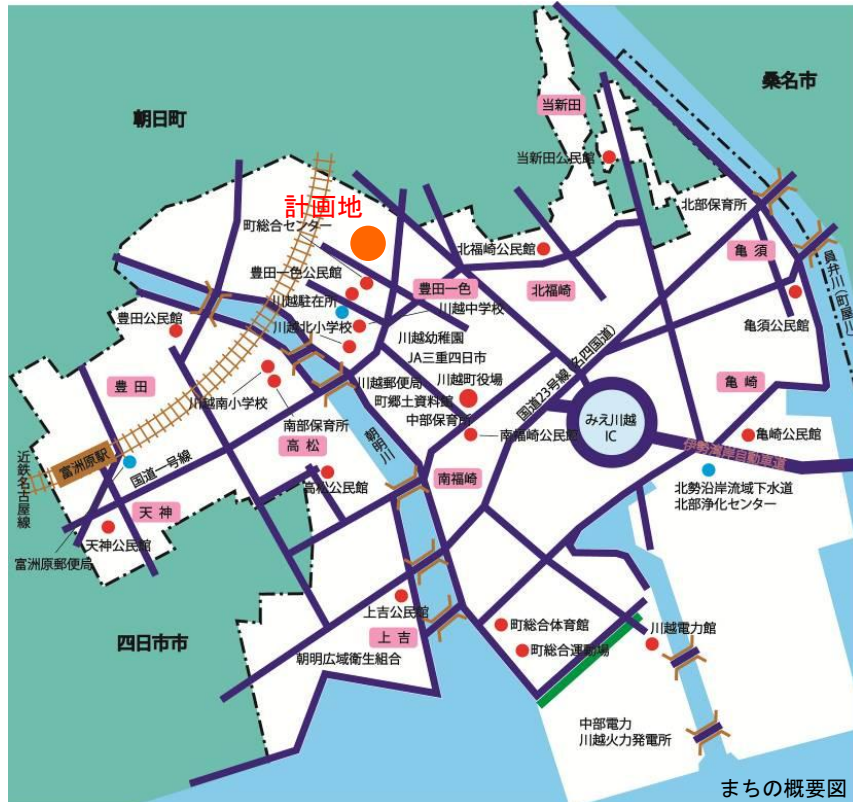 桑名市
朝日町
当新田
当新田公民館
計画地
町総合センター
北部保育所
北福崎公民館
亀須
豊田一色公民館
豊田一色
北福崎
員弁川(町屋川)
川越駐在所
川越中学校
亀須公民館
豊田公民館
川越北小学校
川越幼稚園
JA三重四日市
国道23号線(名四国道)
豊田
川越南小学校
川越郵便局
川越町役場
町郷土資料館
亀崎
南部保育所
中部保育所
みえ川越
IC
朝明川
南福崎公民館
亀崎公民館
伊勢湾岸自動車道
高松
近鉄名古屋線
富洲原駅
国道一号線
高松公民館
南福崎
北勢沿岸流域下水道
北部浄化センター
天神
天神公民館
富洲原郵便局
上吉公民館
町総合体育館
川越電力館
四日市市
上吉
町総合運動場
朝明広域衛生組合
中部電力
川越火力発電所
まちの概要図